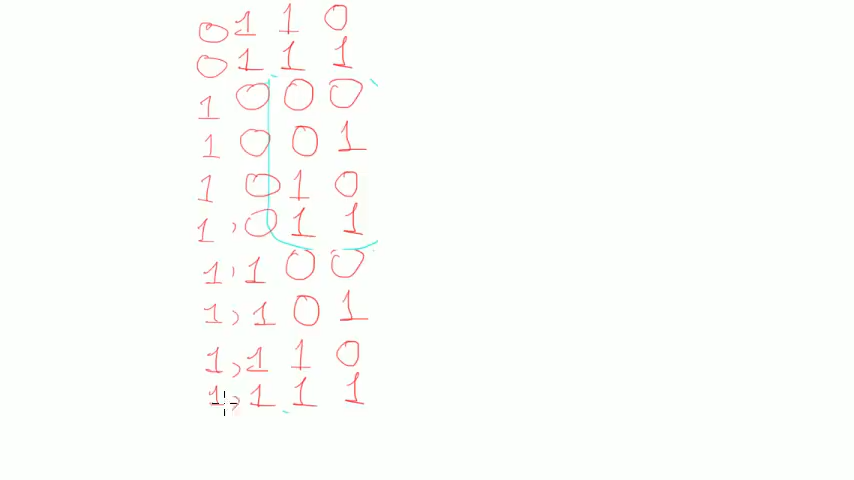 0 1 1 0
0 1 1 1
1 0 0 0
1 0 0 1
1 0 1 0
1, 0 1 1
1, 1 0 0
1, 1 0 1
1, 1 1 0
1, 1 1 1